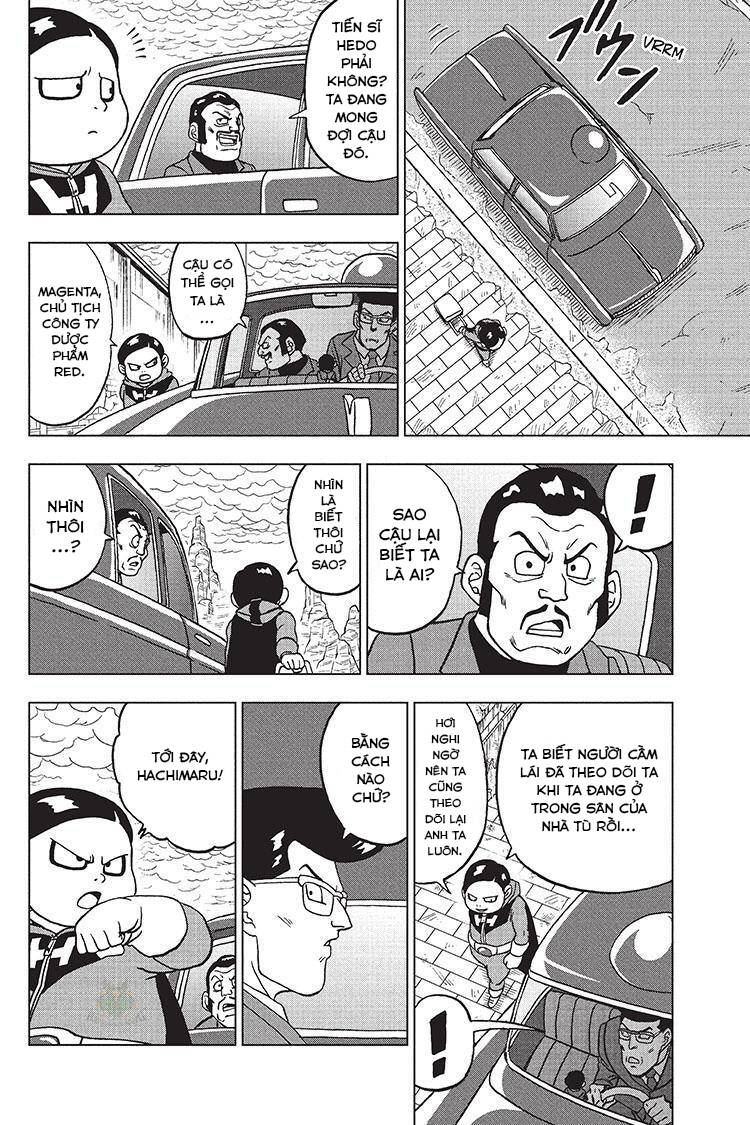 ブウン
VRRM
TIẾN SĨ
HEDO
PHẢI
KHÔNG?
TA ĐANG
MONG
ĐỢI CẬU
ĐÓ.
CẬU CÓ
THỂ GỌI
TA LÀ
...
MAGENTA,
CHỦ TỊCH
CÔNG TY
DƯỢC
PHẨM
RED.
!
SAO
CẬU LẠI
BIẾT TA
LÀ AI?
NHÌN
LÀ
BIẾT
THÔI
CHỨ
SAO?
NHÌN
THÔI
...?
TA BIẾT NGƯỜI CẦM
LÁI ĐÃ THEO DÕI TA
KHI TA ĐANG Ở
TRONG SÂN CỦA
NHÀ TÙ RỒI...
HƠI
NGHI
NGỜ
NÊN TA
CŨNG
THEO
DÕI LẠI
ANH TA
LUÔN.
!
BẰNG
CÁCH
NÀO
CHỨ?
TỚI ĐÂY,
HACHIMARU!